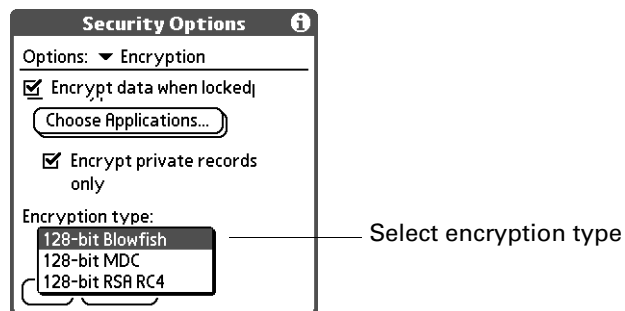 Security Options
Options: Encryption
Encrypt data when locked
Choose Applications...
Encrypt private records
only
Encryption type:
128-bit Blowfish
128-bit MDC
128-bit RSA RC4
Select encryption type